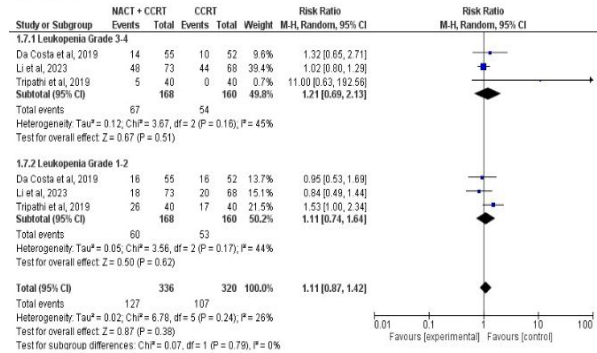 NACT + CCRT CCRT Risk Ratio Risk Ratio
Study or Subgroup Events Total Events Total Weight M-H, Random, 95% CI M-H, Random, 95% CI
1.7.1 Leukopenia Grade 3-4
Da Costa et al, 2019 14 55 10 52 9.6% 1.32 [0.65, 2.71]
Li et al, 2023 48 73 44 68 39.4% 1.02 [0.80, 1.29]
Tripathi et al, 2019 5 40 0 40 0.7% 11.00 [0.63, 192.56]
Subtotal (95% CI) 168 160 49.8% 1.21 [0.69, 2.13]
Total events 67 54
Heterogeneity: Tau² = 0.12; Chi² = 3.67, df = 2 (P = 0.16); I² = 45%
Test for overall effect: Z = 0.67 (P = 0.51)
1.7.2 Leukopenia Grade 1-2
Da Costa et al, 2019 16 55 16 52 13.7% 0.95 [0.53, 1.69]
Li et al, 2023 18 73 20 68 15.1% 0.84 [0.49, 1.44]
Tripathi et al, 2019 26 40 17 40 21.5% 1.53 [1.00, 2.34]
Subtotal (95% CI) 168 160 50.2% 1.11 [0.74, 1.64]
Total events 60 53
Heterogeneity: Tau² = 0.05; Chi² = 3.56, df = 2 (P = 0.17); I² = 44%
Test for overall effect: Z = 0.50 (P = 0.62)
Total (95% CI) 336 320 100.0% 1.11 [0.87, 1.42]
Total events 127 107
Heterogeneity: Tau² = 0.02; Chi² = 6.78, df = 5 (P = 0.24); I² = 26%
Test for overall effect: Z = 0.87 (P = 0.38)
Test for subgroup differences: Chi² = 0.07, df = 1 (P = 0.79), I² = 0%
0.01 0.1 1 10 100
Favours [experimental] Favours [control]